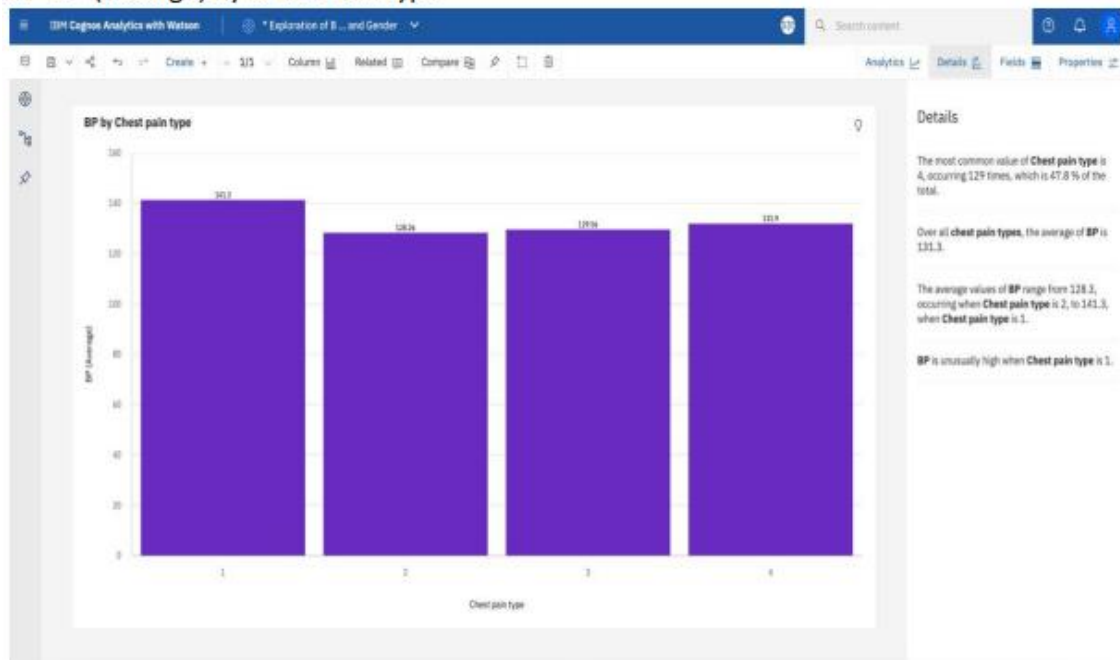 IBM Cognos Analytics with Watson
* Exploration of B ... and Gender
Search content
Create +
1/1
Column
Related
Compare
Analytics
Details
Fields
Properties
BP by Chest pain type
160
140
120
100
80
60
40
20
0
BP (Average)
141.3
128.26
129.96
131.9
1
2
3
4
Chest pain type
Details
The most common value of Chest pain type is
4, occurring 129 times, which is 47.8 % of the
total.
Over all chest pain types, the average of BP is
131.3.
The average values of BP range from 128.3,
occurring when Chest pain type is 2, to 141.3,
when Chest pain type is 1.
BP is unusually high when Chest pain type is 1.